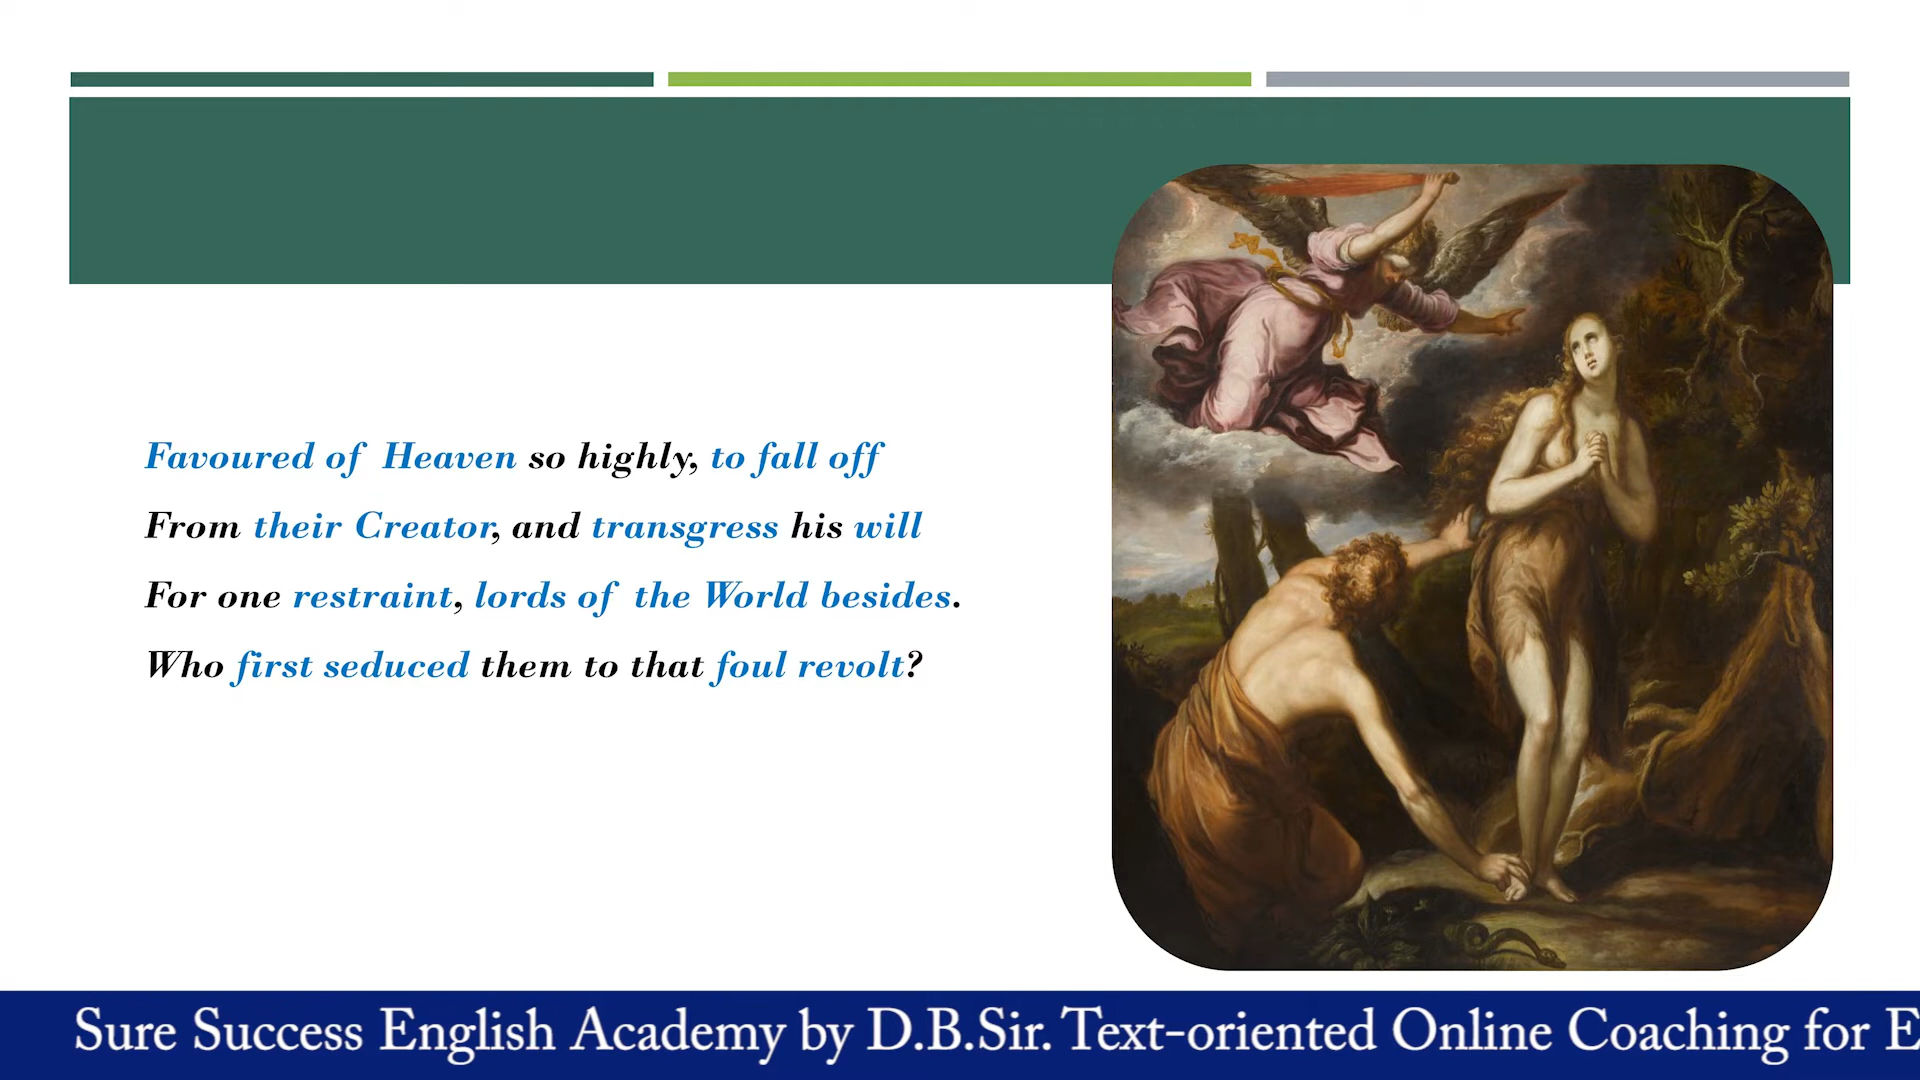 Favoured of Heaven so highly, to fall off
From their Creator, and transgress his will
For one restraint, lords of the World besides.
Who first seduced them to that foul revolt?
Sure Success English Academy by D.B.Sir. Text-oriented Online Coaching for E